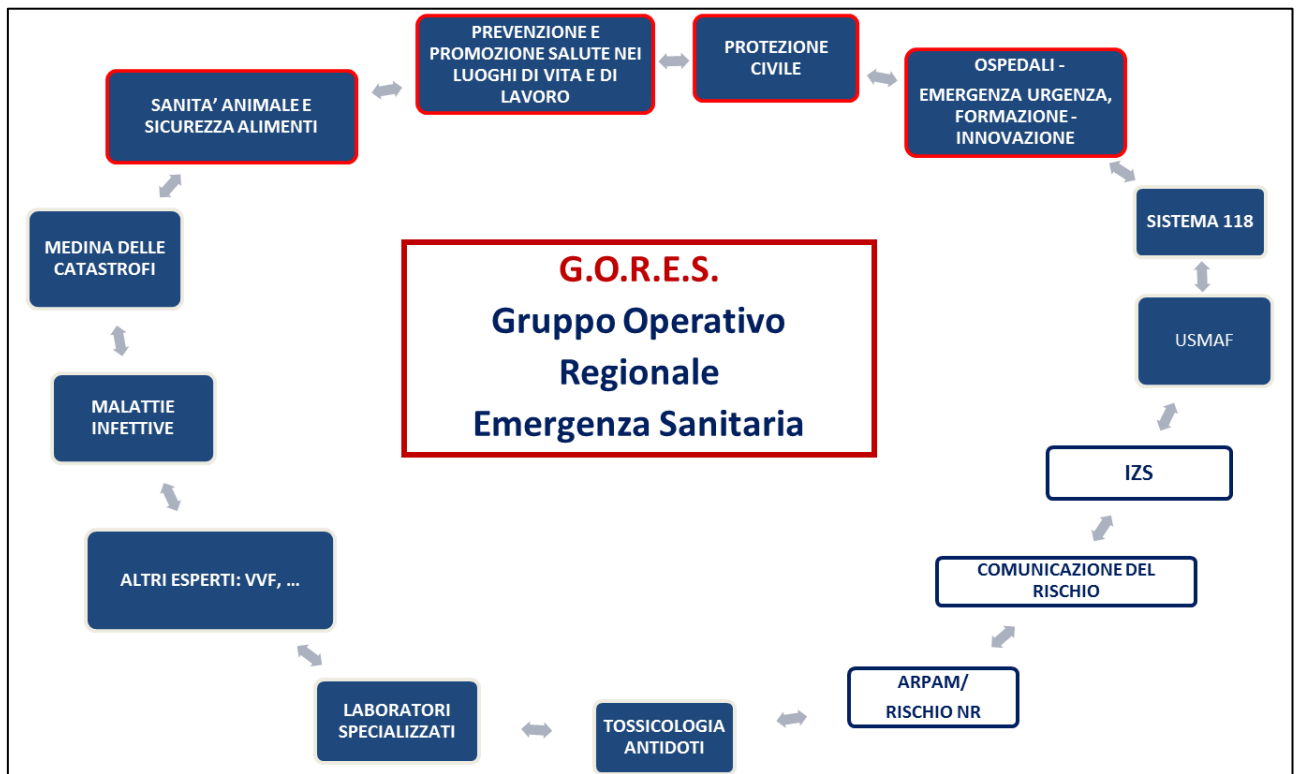 PREVENZIONE E
PROMOZIONE SALUTE NEI
LUOGHI DI VITA E DI
LAVORO
PROTEZIONE
CIVILE
OSPEDALI -
EMERGENZA URGENZA,
FORMAZIONE -
INNOVAZIONE
SANITA’ ANIMALE E
SICUREZZA ALIMENTI
SISTEMA 118
MEDINA DELLE
CATASTROFI
G.O.R.E.S.
Gruppo Operativo
Regionale
Emergenza Sanitaria
USMAF
MALATTIE
INFETTIVE
IZS
ALTRI ESPERTI: VVF, ...
COMUNICAZIONE DEL
RISCHIO
ARPAM/
RISCHIO NR
LABORATORI
SPECIALIZZATI
TOSSICOLOGIA
ANTIDOTI